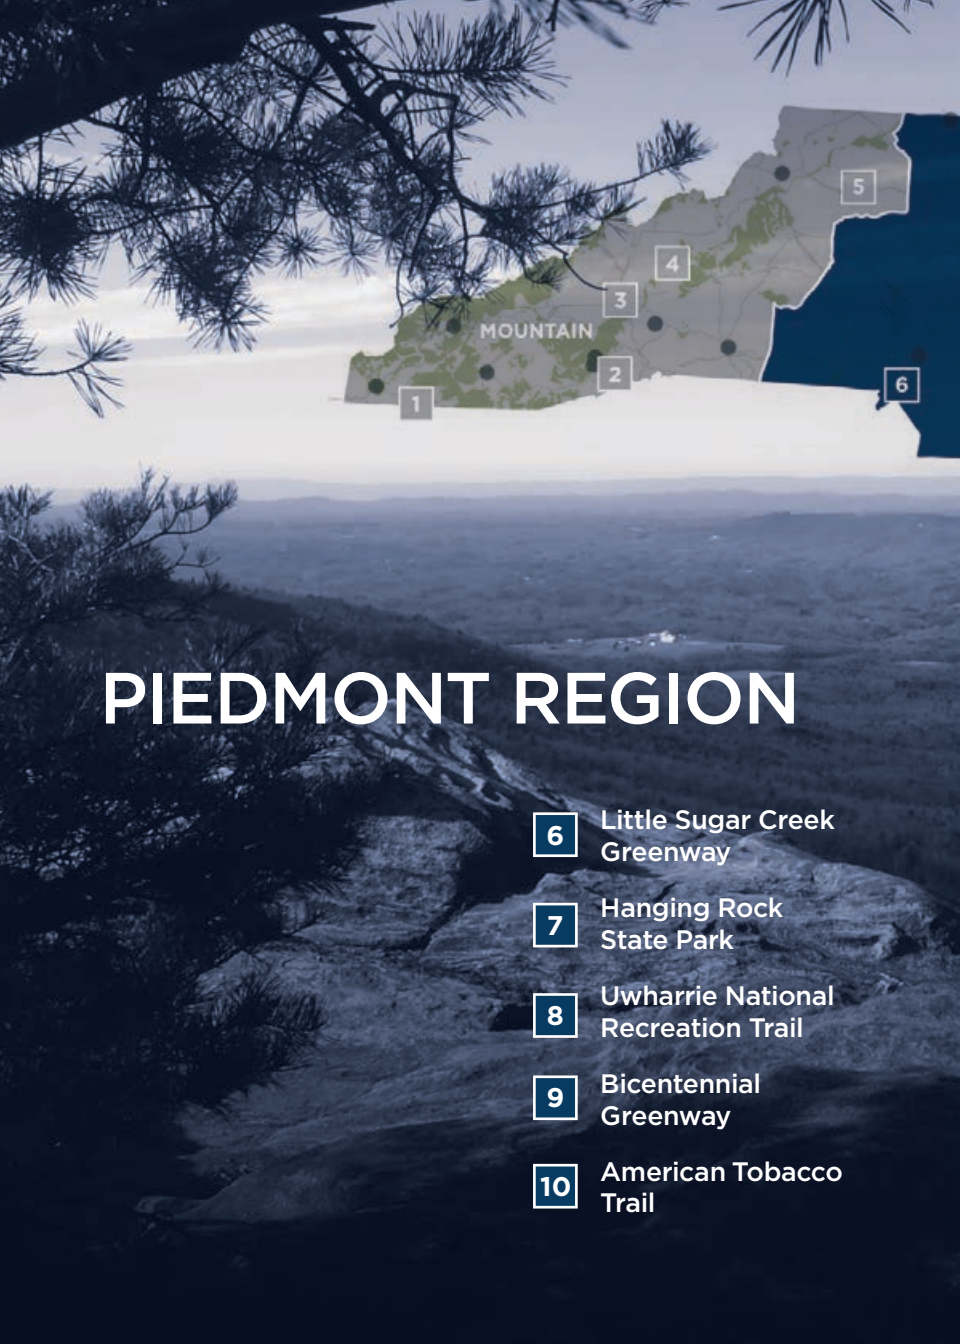 5
4
3
MOUNTAIN
2
6
1
PIEDMONT REGION
6 Little Sugar Creek
Greenway
7 Hanging Rock
State Park
8 Uwharrie National
Recreation Trail
9 Bicentennial
Greenway
10 American Tobacco
Trail